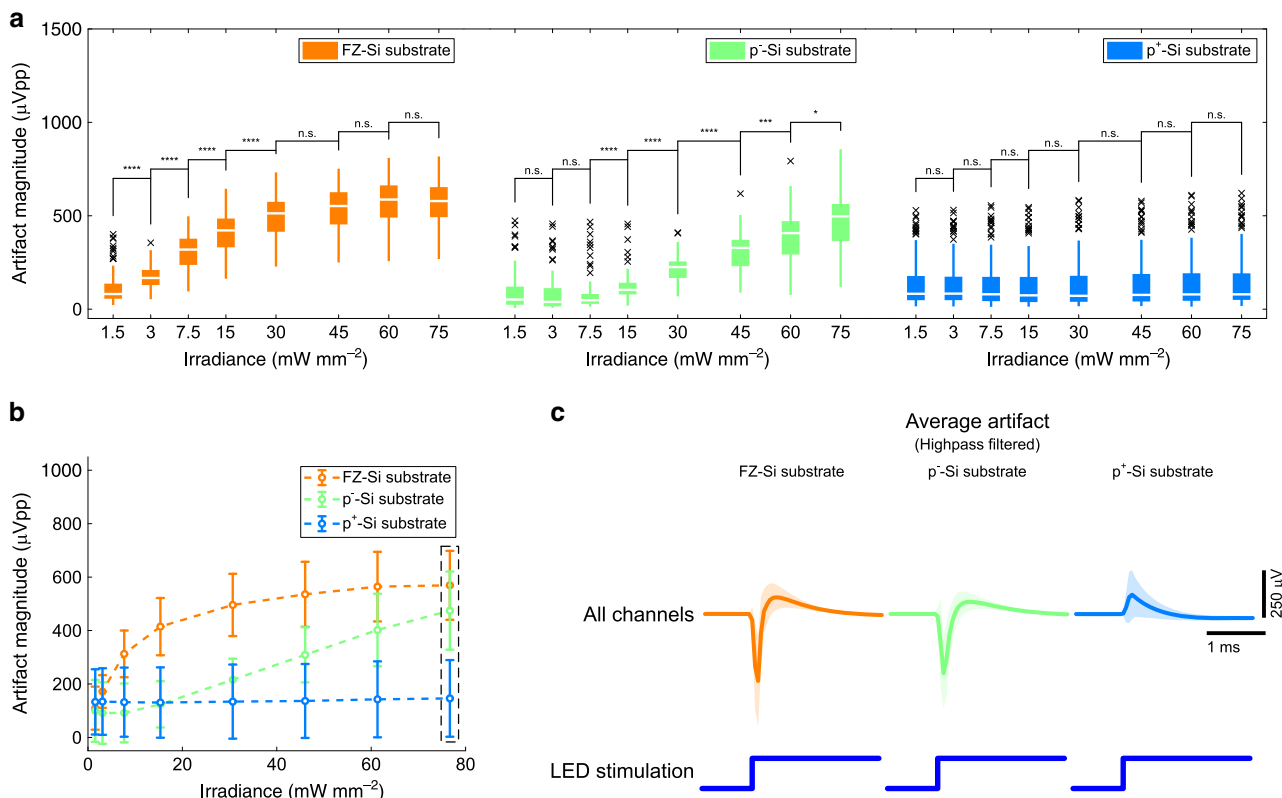 a
1500
1000
500
0
Artifact magnitude (µVpp)
FZ-Si substrate
**** **** **** **** n.s. n.s. n.s.
1.5 3 7.5 15 30 45 60 75
Irradiance (mW mm⁻²)
p⁻-Si substrate
n.s. n.s. **** **** **** *** *
1.5 3 7.5 15 30 45 60 75
Irradiance (mW mm⁻²)
p⁺-Si substrate
n.s. n.s. n.s. n.s. n.s. n.s. n.s.
1.5 3 7.5 15 30 45 60 75
Irradiance (mW mm⁻²)
b
1000
800
600
400
200
0
Artifact magnitude (µVpp)
FZ-Si substrate
p⁻-Si substrate
p⁺-Si substrate
0 20 40 60 80
Irradiance (mW mm⁻²)
c
Average artifact
(Highpass filtered)
FZ-Si substrate p⁻-Si substrate p⁺-Si substrate
All channels
250 µV
1 ms
LED stimulation